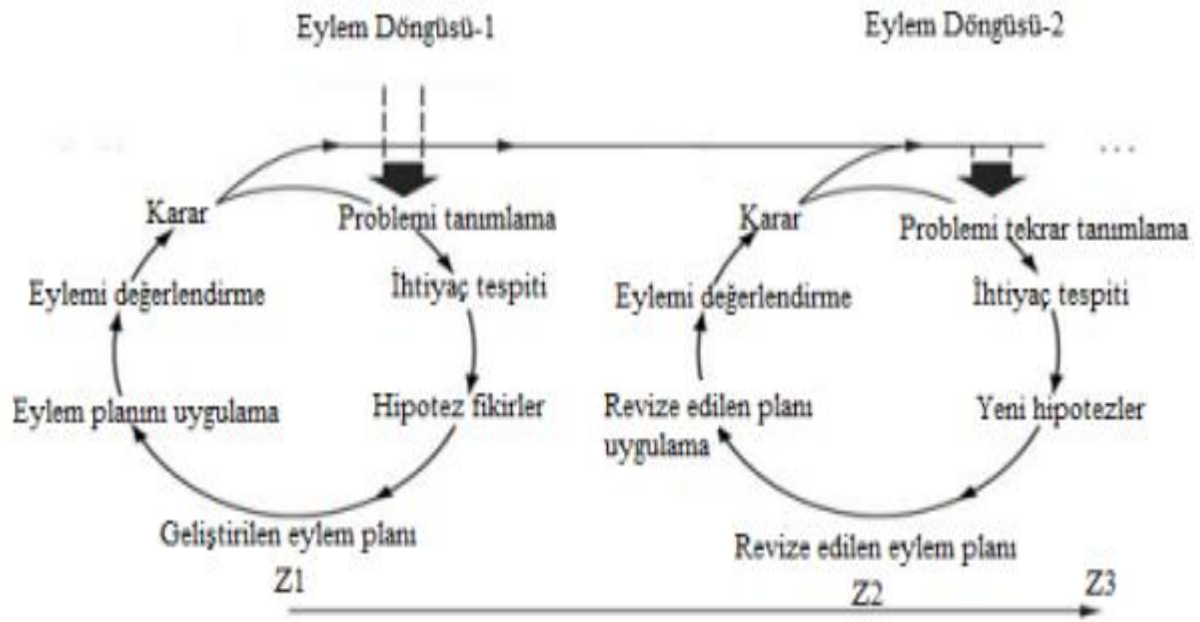 Eylem Döngüsü-1
Eylem Döngüsü-2
...
Karar
Problemi tanımlama
İhtiyaç tespiti
Hipotez fikirler
Geliştirilen eylem planı
Eylem planını uygulama
Eylemi değerlendirme
Karar
Problemi tekrar tanımlama
İhtiyaç tespiti
Yeni hipotezler
Revize edilen eylem planı
Revize edilen planı
uygulama
Eylemi değerlendirme
Z1
Z2
Z3